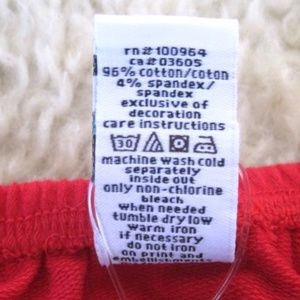 rn#100964
ca#03605
96% cotton/coton
4% spandex/
spandex
exclusive of
decoration
care instructions
30
machine wash cold
separately
inside out
only non-chlorine
bleach
when needed
tumble dry low
warm iron
if necessary
do not iron
on print and
embellishments